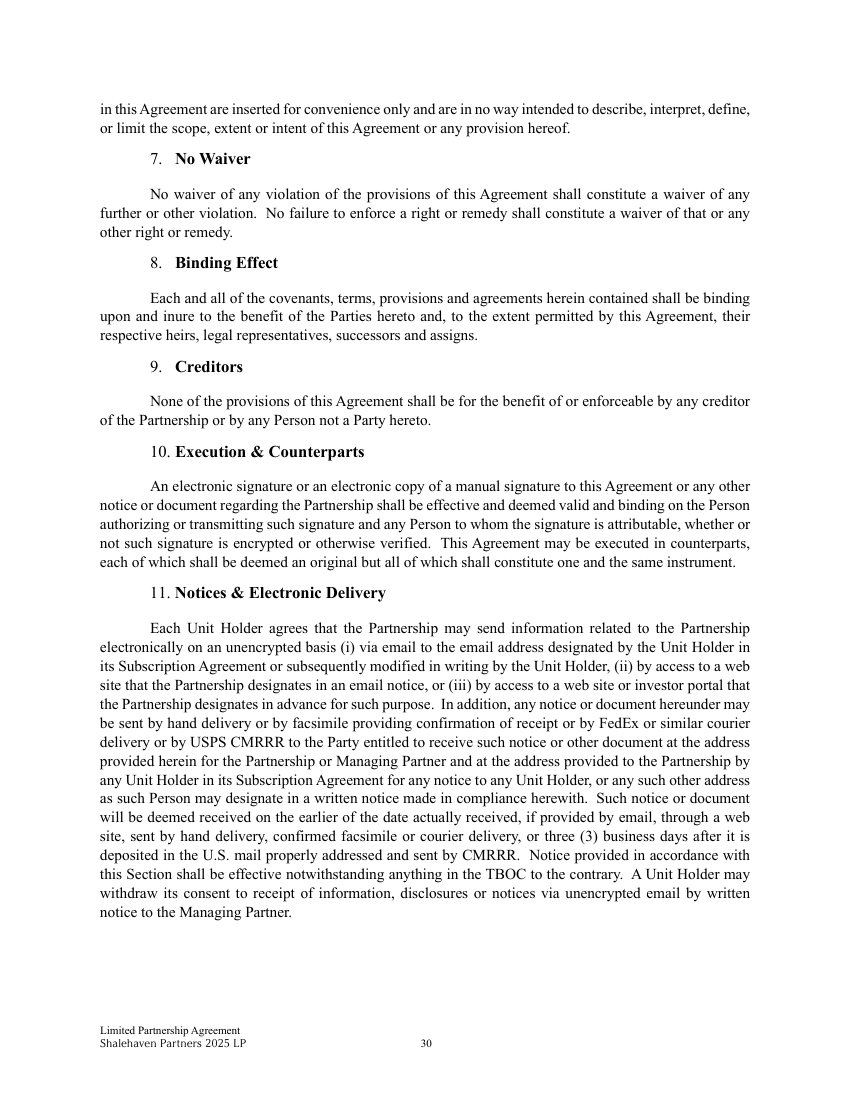 in this Agreement are inserted for convenience only and are in no way intended to describe, interpret, define,
or limit the scope, extent or intent of this Agreement or any provision hereof.
7. No Waiver
No waiver of any violation of the provisions of this Agreement shall constitute a waiver of any
further or other violation. No failure to enforce a right or remedy shall constitute a waiver of that or any
other right or remedy.
8. Binding Effect
Each and all of the covenants, terms, provisions and agreements herein contained shall be binding
upon and inure to the benefit of the Parties hereto and, to the extent permitted by this Agreement, their
respective heirs, legal representatives, successors and assigns.
9. Creditors
None of the provisions of this Agreement shall be for the benefit of or enforceable by any creditor
of the Partnership or by any Person not a Party hereto.
10. Execution & Counterparts
An electronic signature or an electronic copy of a manual signature to this Agreement or any other
notice or document regarding the Partnership shall be effective and deemed valid and binding on the Person
authorizing or transmitting such signature and any Person to whom the signature is attributable, whether or
not such signature is encrypted or otherwise verified. This Agreement may be executed in counterparts,
each of which shall be deemed an original but all of which shall constitute one and the same instrument.
11. Notices & Electronic Delivery
Each Unit Holder agrees that the Partnership may send information related to the Partnership
electronically on an unencrypted basis (i) via email to the email address designated by the Unit Holder in
its Subscription Agreement or subsequently modified in writing by the Unit Holder, (ii) by access to a web
site that the Partnership designates in an email notice, or (iii) by access to a web site or investor portal that
the Partnership designates in advance for such purpose. In addition, any notice or document hereunder may
be sent by hand delivery or by facsimile providing confirmation of receipt or by FedEx or similar courier
delivery or by USPS CMRRR to the Party entitled to receive such notice or other document at the address
provided herein for the Partnership or Managing Partner and at the address provided to the Partnership by
any Unit Holder in its Subscription Agreement for any notice to any Unit Holder, or any such other address
as such Person may designate in a written notice made in compliance herewith. Such notice or document
will be deemed received on the earlier of the date actually received, if provided by email, through a web
site, sent by hand delivery, confirmed facsimile or courier delivery, or three (3) business days after it is
deposited in the U.S. mail properly addressed and sent by CMRRR. Notice provided in accordance with
this Section shall be effective notwithstanding anything in the TBOC to the contrary. A Unit Holder may
withdraw its consent to receipt of information, disclosures or notices via unencrypted email by written
notice to the Managing Partner.
Limited Partnership Agreement
Shalehaven Partners 2025 LP 30